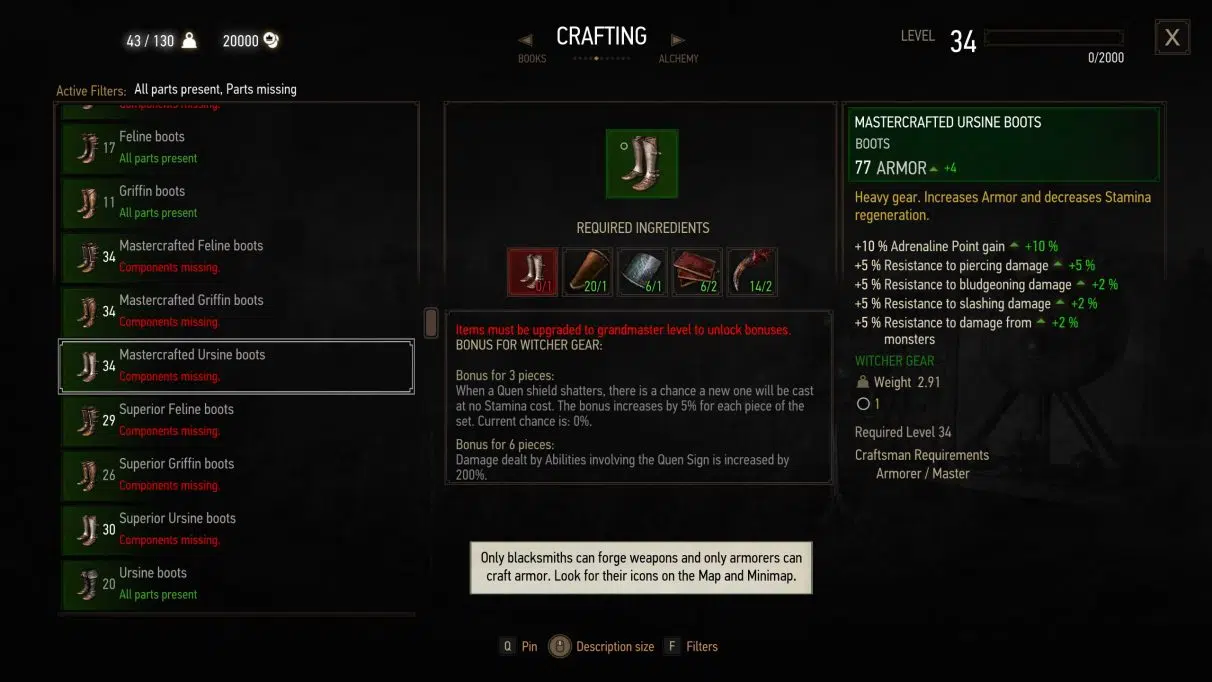 43 / 130
20000
CRAFTING
BOOKS
ALCHEMY
LEVEL
34
0/2000
X
Active Filters: All parts present, Parts missing
Components missing.
17
Feline boots
All parts present
11
Griffin boots
All parts present
34
Mastercrafted Feline boots
Components missing.
34
Mastercrafted Griffin boots
Components missing.
34
Mastercrafted Ursine boots
Components missing.
29
Superior Feline boots
Components missing.
26
Superior Griffin boots
Components missing.
30
Superior Ursine boots
Components missing.
20
Ursine boots
All parts present
REQUIRED INGREDIENTS
0/1
20/1
6/1
6/2
14/2
Items must be upgraded to grandmaster level to unlock bonuses.
BONUS FOR WITCHER GEAR:
Bonus for 3 pieces:
When a Quen shield shatters, there is a chance a new one will be cast
at no Stamina cost. The bonus increases by 5% for each piece of the
set. Current chance is: 0%.
Bonus for 6 pieces:
Damage dealt by Abilities involving the Quen Sign is increased by
200%.
Only blacksmiths can forge weapons and only armorers can
craft armor. Look for their icons on the Map and Minimap.
MASTERCRAFTED URSINE BOOTS
BOOTS
77 ARMOR +4
Heavy gear. Increases Armor and decreases Stamina
regeneration.
+10 % Adrenaline Point gain +10 %
+5 % Resistance to piercing damage +5 %
+5 % Resistance to bludgeoning damage +2 %
+5 % Resistance to slashing damage +2 %
+5 % Resistance to damage from +2 %
monsters
WITCHER GEAR
Weight 2.91
1
Required Level 34
Craftsman Requirements
Armorer / Master
Q Pin Description size F Filters